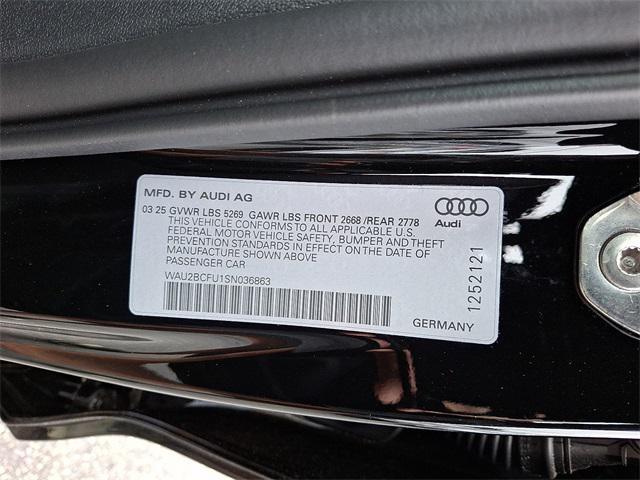 MFD. BY AUDI AG
03 25 GVWR LBS 5269 GAWR LBS FRONT 2668 /REAR 2778
THIS VEHICLE CONFORMS TO ALL APPLICABLE U.S.
FEDERAL MOTOR VEHICLE SAFETY, BUMPER AND THEFT
PREVENTION STANDARDS IN EFFECT ON THE DATE OF
MANUFACTURE SHOWN ABOVE
PASSENGER CAR
WAU2BCFU1SN036863
Audi
1252121
GERMANY